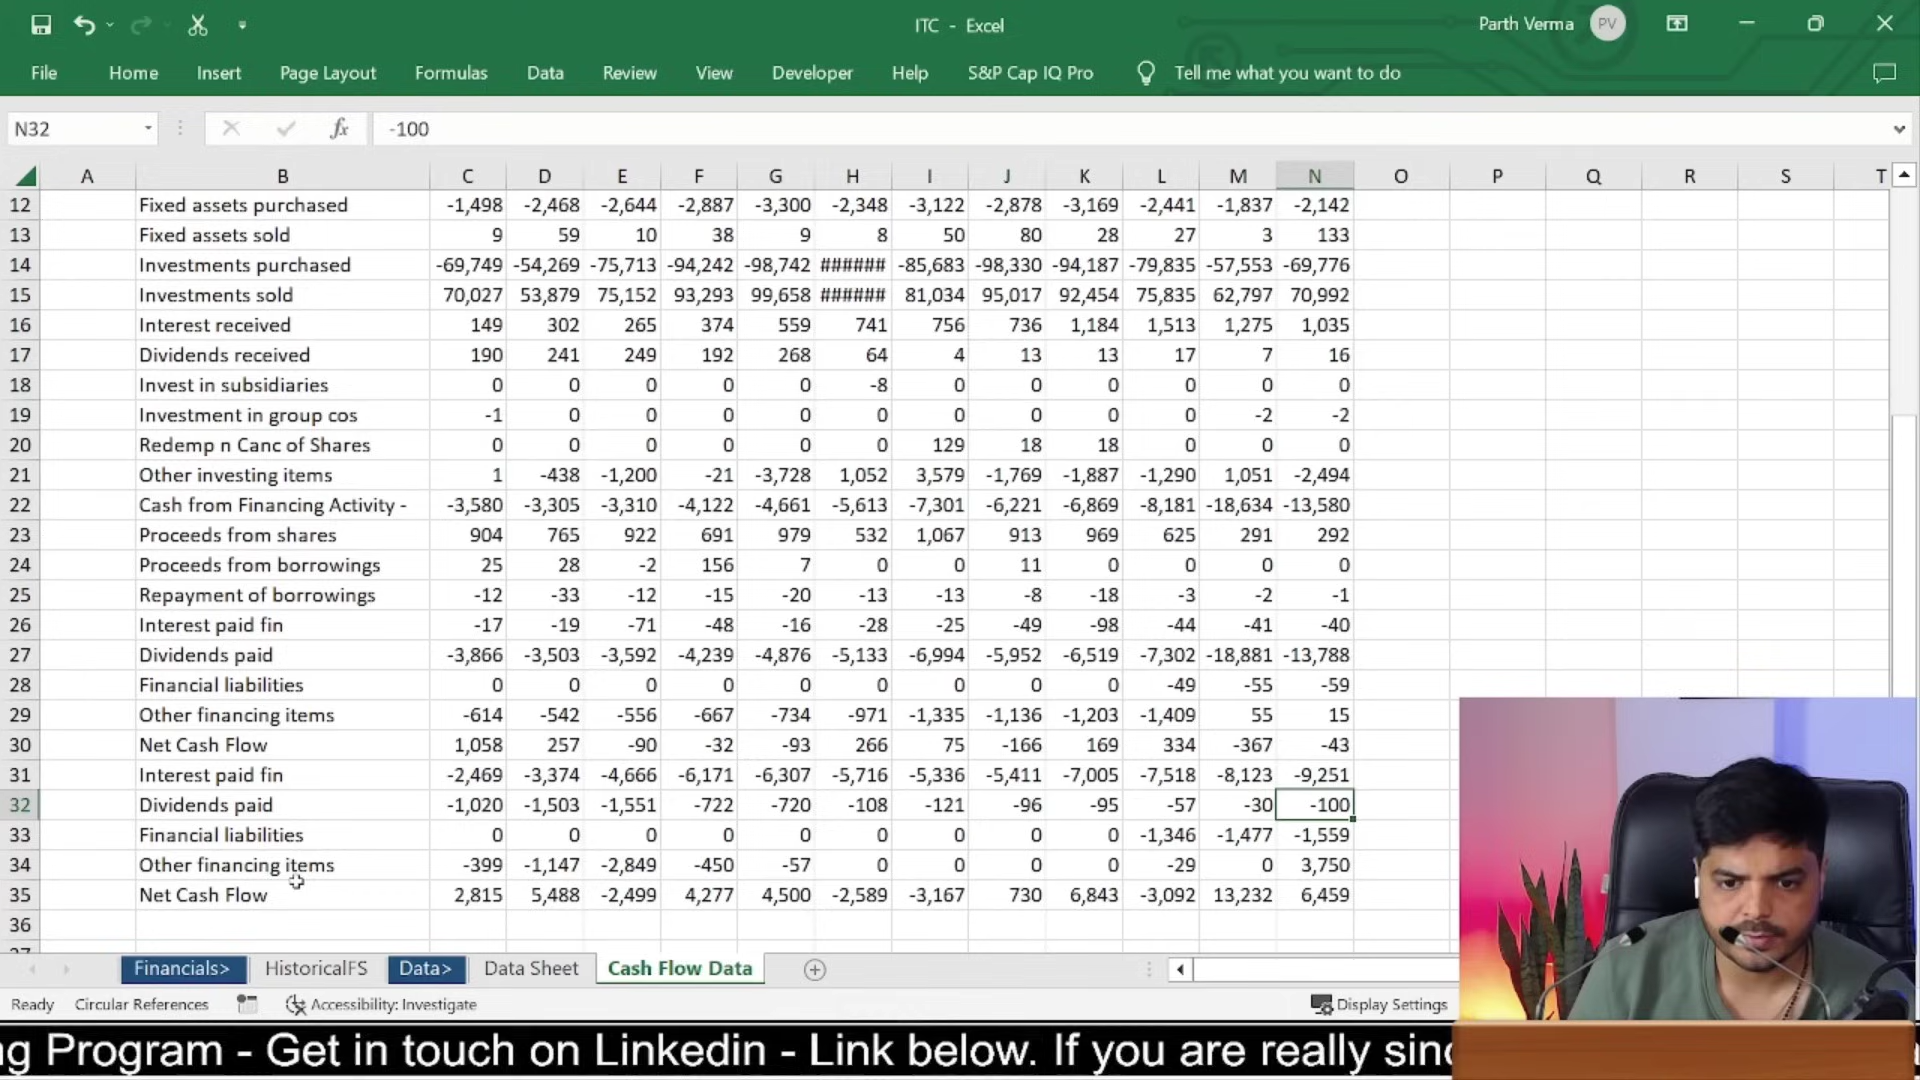 ITC - Excel
Parth Verma PV
File Home Insert Page Layout Formulas Data Review View Developer Help S&P Cap IQ Pro Tell me what you want to do
N32 fx -100
A B C D E F G H I J K L M N O P Q R S T
12 Fixed assets purchased -1,498 -2,468 -2,644 -2,887 -3,300 -2,348 -3,122 -2,878 -3,169 -2,441 -1,837 -2,142
13 Fixed assets sold 9 59 10 38 9 8 50 80 28 27 3 133
14 Investments purchased -69,749 -54,269 -75,713 -94,242 -98,742 ###### -85,683 -98,330 -94,187 -79,835 -57,553 -69,776
15 Investments sold 70,027 53,879 75,152 93,293 99,658 ###### 81,034 95,017 92,454 75,835 62,797 70,992
16 Interest received 149 302 265 374 559 741 756 736 1,184 1,513 1,275 1,035
17 Dividends received 190 241 249 192 268 64 4 13 13 17 7 16
18 Invest in subsidiaries 0 0 0 0 0 -8 0 0 0 0 0 0
19 Investment in group cos -1 0 0 0 0 0 0 0 0 0 -2 -2
20 Redemp n Canc of Shares 0 0 0 0 0 0 129 18 18 0 0 0
21 Other investing items 1 -438 -1,200 -21 -3,728 1,052 3,579 -1,769 -1,887 -1,290 1,051 -2,494
22 Cash from Financing Activity - -3,580 -3,305 -3,310 -4,122 -4,661 -5,613 -7,301 -6,221 -6,869 -8,181 -18,634 -13,580
23 Proceeds from shares 904 765 922 691 979 532 1,067 913 969 625 291 292
24 Proceeds from borrowings 25 28 -2 156 7 0 0 11 0 0 0 0
25 Repayment of borrowings -12 -33 -12 -15 -20 -13 -13 -8 -18 -3 -2 -1
26 Interest paid fin -17 -19 -71 -48 -16 -28 -25 -49 -98 -44 -41 -40
27 Dividends paid -3,866 -3,503 -3,592 -4,239 -4,876 -5,133 -6,994 -5,952 -6,519 -7,302 -18,881 -13,788
28 Financial liabilities 0 0 0 0 0 0 0 0 0 -49 -55 -59
29 Other financing items -614 -542 -556 -667 -734 -971 -1,335 -1,136 -1,203 -1,409 55 15
30 Net Cash Flow 1,058 257 -90 -32 -93 266 75 -166 169 334 -367 -43
31 Interest paid fin -2,469 -3,374 -4,666 -6,171 -6,307 -5,716 -5,336 -5,411 -7,005 -7,518 -8,123 -9,251
32 Dividends paid -1,020 -1,503 -1,551 -722 -720 -108 -121 -96 -95 -57 -30 -100
33 Financial liabilities 0 0 0 0 0 0 0 0 0 -1,346 -1,477 -1,559
34 Other financing items -399 -1,147 -2,849 -450 -57 0 0 0 0 -29 0 3,750
35 Net Cash Flow 2,815 5,488 -2,499 4,277 4,500 -2,589 -3,167 730 6,843 -3,092 13,232 6,459
36
Financials> HistoricalFS Data> Data Sheet Cash Flow Data
Ready Circular References Accessibility: Investigate Display Settings
Program - Get in touch on Linkedin - Link below. If you are really